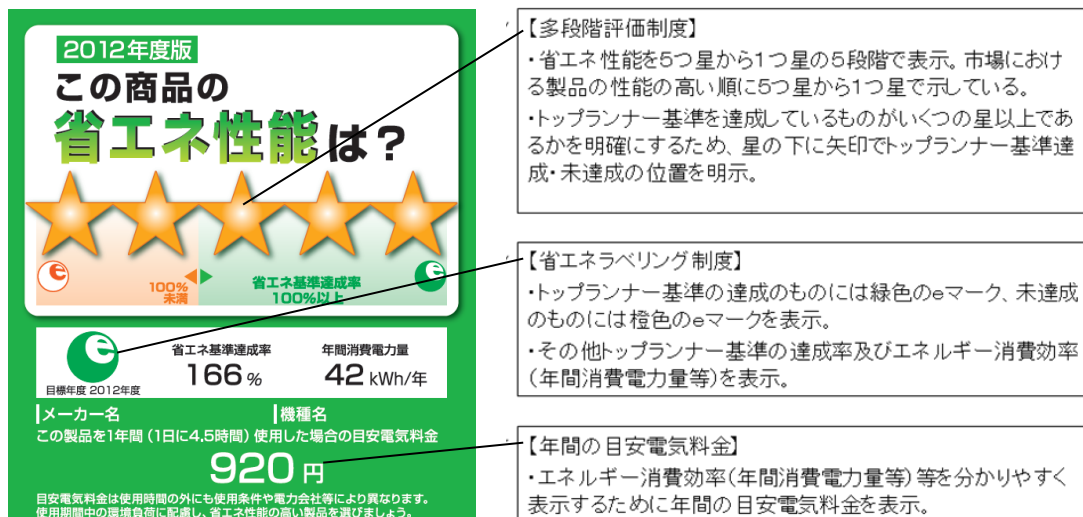 2012年度版
この商品の
省エネ性能は?
e
100%
未満
省エネ基準達成率
100%以上
e
e
目標年度 2012年度
省エネ基準達成率
166%
年間消費電力量
42 kWh/年
メーカー名
機種名
この製品を1年間(1日に4.5時間)使用した場合の目安電気料金
920円
目安電気料金は使用時間の外にも使用条件や電力会社等により異なります。
使用期間中の環境負荷に配慮し、省エネ性能の高い製品を選びましょう。
【多段階評価制度】
・省エネ性能を5つ星から1つ星の5段階で表示。市場におけ
る製品の性能の高い順に5つ星から1つ星で示している。
・トップランナー基準を達成しているものがいくつの星以上であ
るかを明確にするため、星の下に矢印でトップランナー基準達
成・未達成の位置を明示。
【省エネラベリング制度】
・トップランナー基準の達成のものには緑色のeマーク、未達成
のものには橙色のeマークを表示。
・その他トップランナー基準の達成率及びエネルギー消費効率
(年間消費電力量等)を表示。
【年間の目安電気料金】
・エネルギー消費効率(年間消費電力量等)等を分かりやすく
表示するために年間の目安電気料金を表示。